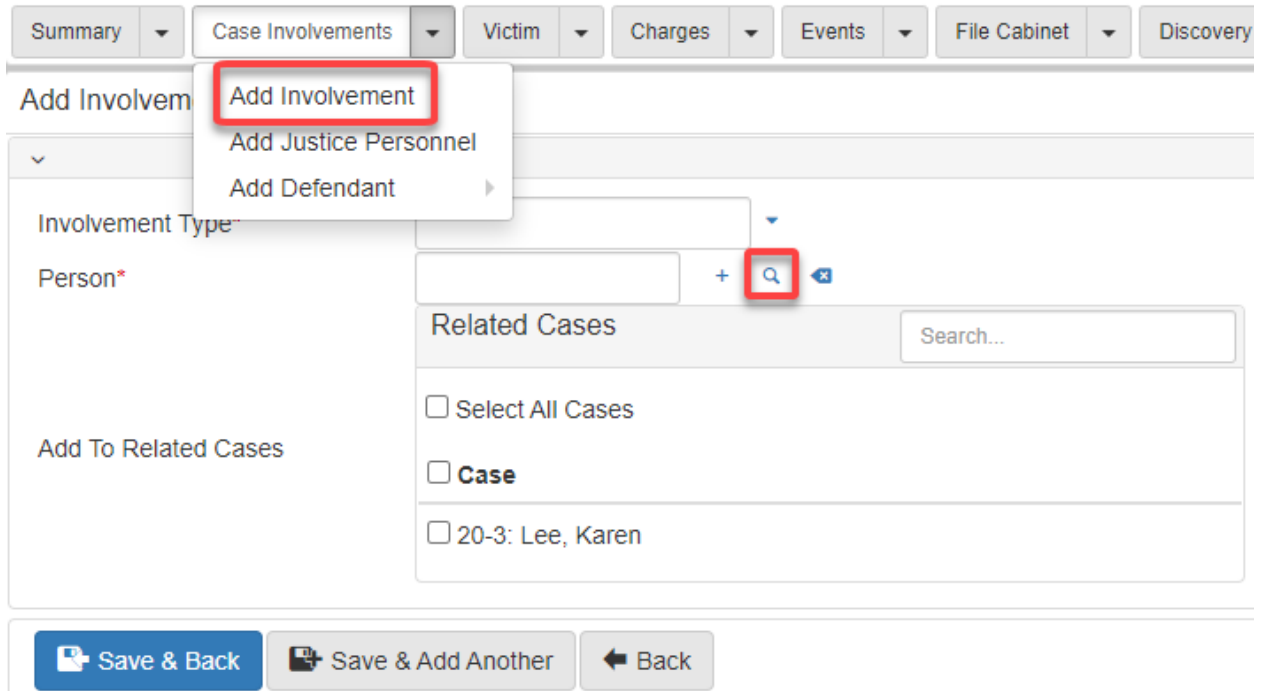 Summary Case Involvements Victim Charges Events File Cabinet Discovery
Add Involvem
Add Involvement
Add Justice Personnel
Add Defendant
Involvement Type*
Person*
Related Cases Search...
Select All Cases
Add To Related Cases
Case
20-3: Lee, Karen
Save & Back Save & Add Another Back